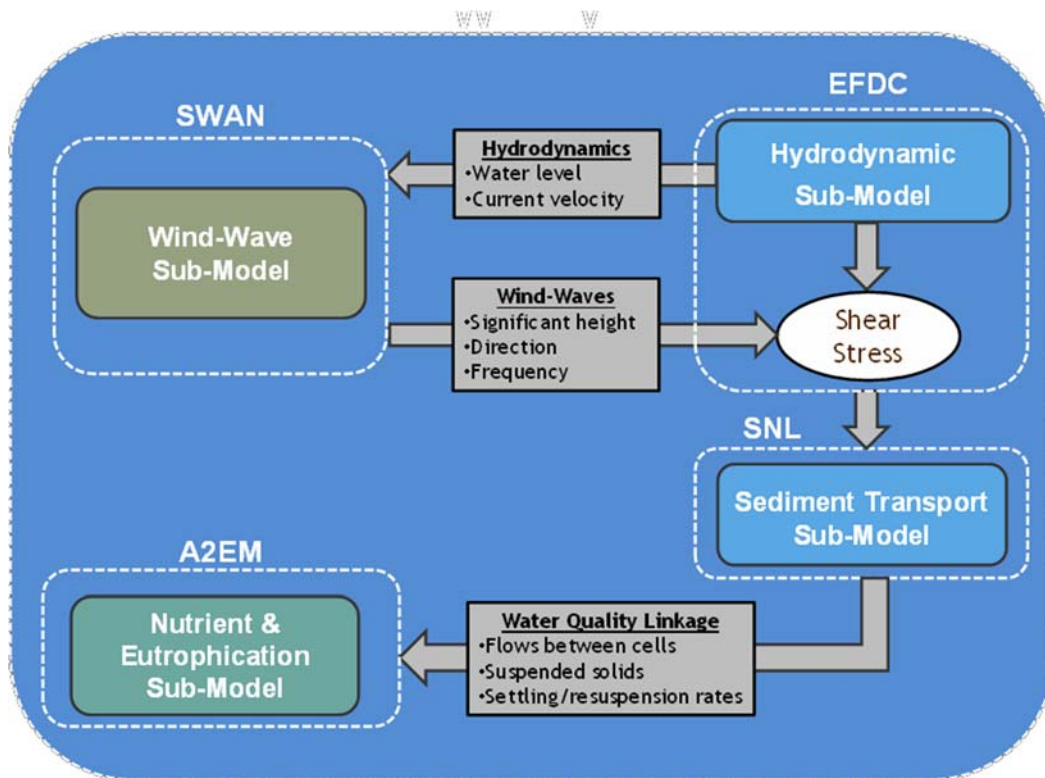 EFDC
SWAN
Hydrodynamics
•Water level
•Current velocity
Hydrodynamic
Sub-Model
Wind-Wave
Sub-Model
Wind-Waves
•Significant height
•Direction
•Frequency
Shear
Stress
SNL
Sediment Transport
Sub-Model
A2EM
Nutrient &
Eutrophication
Sub-Model
Water Quality Linkage
•Flows between cells
•Suspended solids
•Settling/resuspension rates